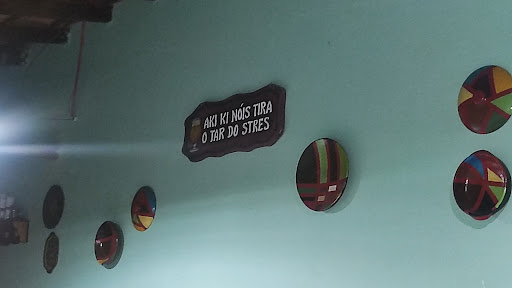 AKI KI NÓIS TIRA
O TAR DO STRES